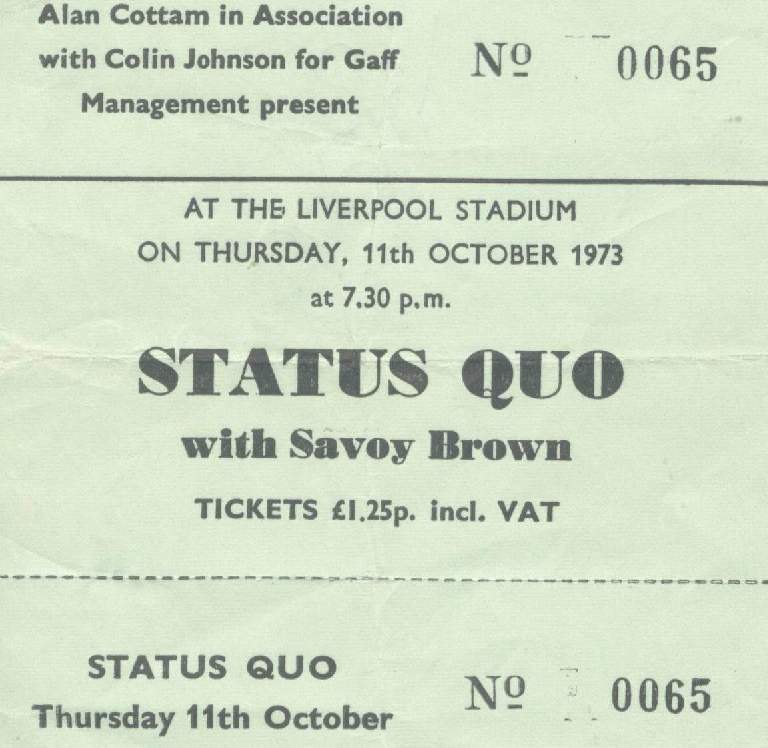 Alan Cottam in Association
with Colin Johnson for Gaff
Management present
Nº 0065
AT THE LIVERPOOL STADIUM
ON THURSDAY, 11th OCTOBER 1973
at 7.30 p.m.
STATUS QUO
with Savoy Brown
TICKETS £1.25p. incl. VAT
STATUS QUO
Thursday 11th October
Nº 0065